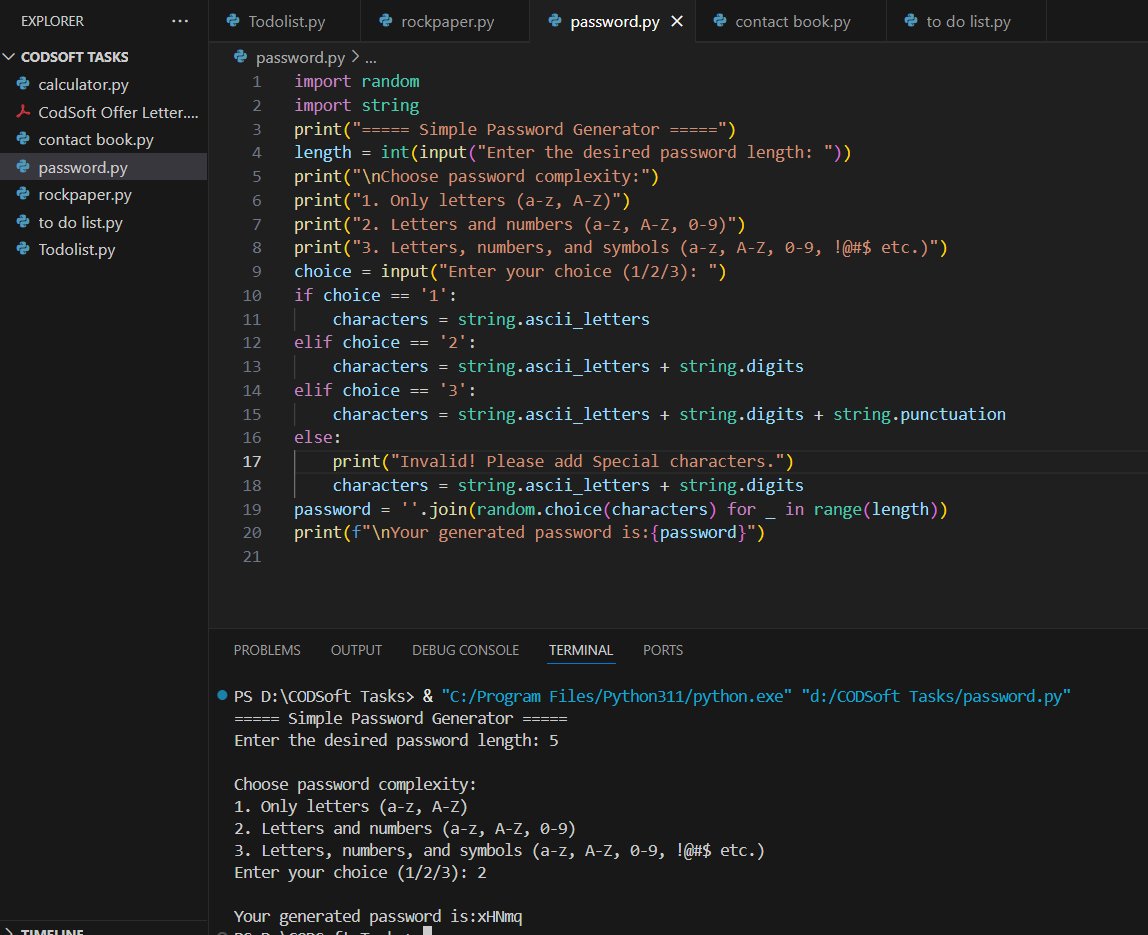 EXPLORER
...
Todolist.py
rockpaper.py
password.py
contact book.py
to do list.py
CODSOFT TASKS
calculator.py
CodSoft Offer Letter....
contact book.py
password.py
rockpaper.py
to do list.py
Todolist.py
password.py > ...
1 import random
2 import string
3 print("===== Simple Password Generator =====")
4 length = int(input("Enter the desired password length: "))
5 print("\nChoose password complexity:")
6 print("1. Only letters (a-z, A-Z)")
7 print("2. Letters and numbers (a-z, A-Z, 0-9)")
8 print("3. Letters, numbers, and symbols (a-z, A-Z, 0-9, !@#$ etc.)")
9 choice = input("Enter your choice (1/2/3): ")
10 if choice == '1':
11     characters = string.ascii_letters
12 elif choice == '2':
13     characters = string.ascii_letters + string.digits
14 elif choice == '3':
15     characters = string.ascii_letters + string.digits + string.punctuation
16 else:
17     print("Invalid! Please add Special characters.")
18     characters = string.ascii_letters + string.digits
19 password = ''.join(random.choice(characters) for _ in range(length))
20 print(f"\nYour generated password is:{password}")
21
PROBLEMS OUTPUT DEBUG CONSOLE TERMINAL PORTS
PS D:\CODSoft Tasks> & "C:/Program Files/Python311/python.exe" "d:/CODSoft Tasks/password.py"
===== Simple Password Generator =====
Enter the desired password length: 5
Choose password complexity:
1. Only letters (a-z, A-Z)
2. Letters and numbers (a-z, A-Z, 0-9)
3. Letters, numbers, and symbols (a-z, A-Z, 0-9, !@#$ etc.)
Enter your choice (1/2/3): 2
Your generated password is:xHNmq
PS D:\CODSoft Tasks>
TIMELINE